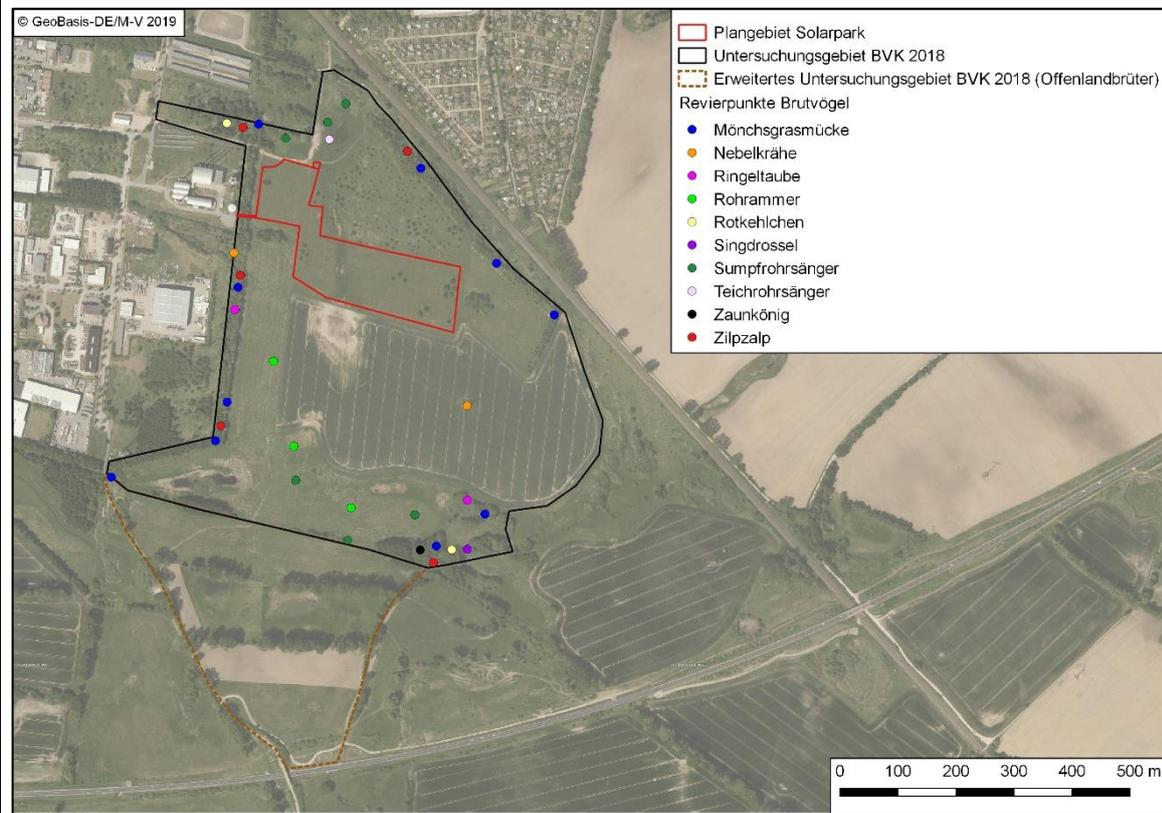 © GeoBasis-DE/M-V 2019
Plangebiet Solarpark
Untersuchungsgebiet BVK 2018
Erweitertes Untersuchungsgebiet BVK 2018 (Offenlandbrüter)
Revierpunkte Brutvögel
Mönchsgrasmücke
Nebelkrähe
Ringeltaube
Rohrammer
Rotkehlchen
Singdrossel
Sumpfrohrsänger
Teichrohrsänger
Zaunkönig
Zilpzalp
0 100 200 300 400 500 m